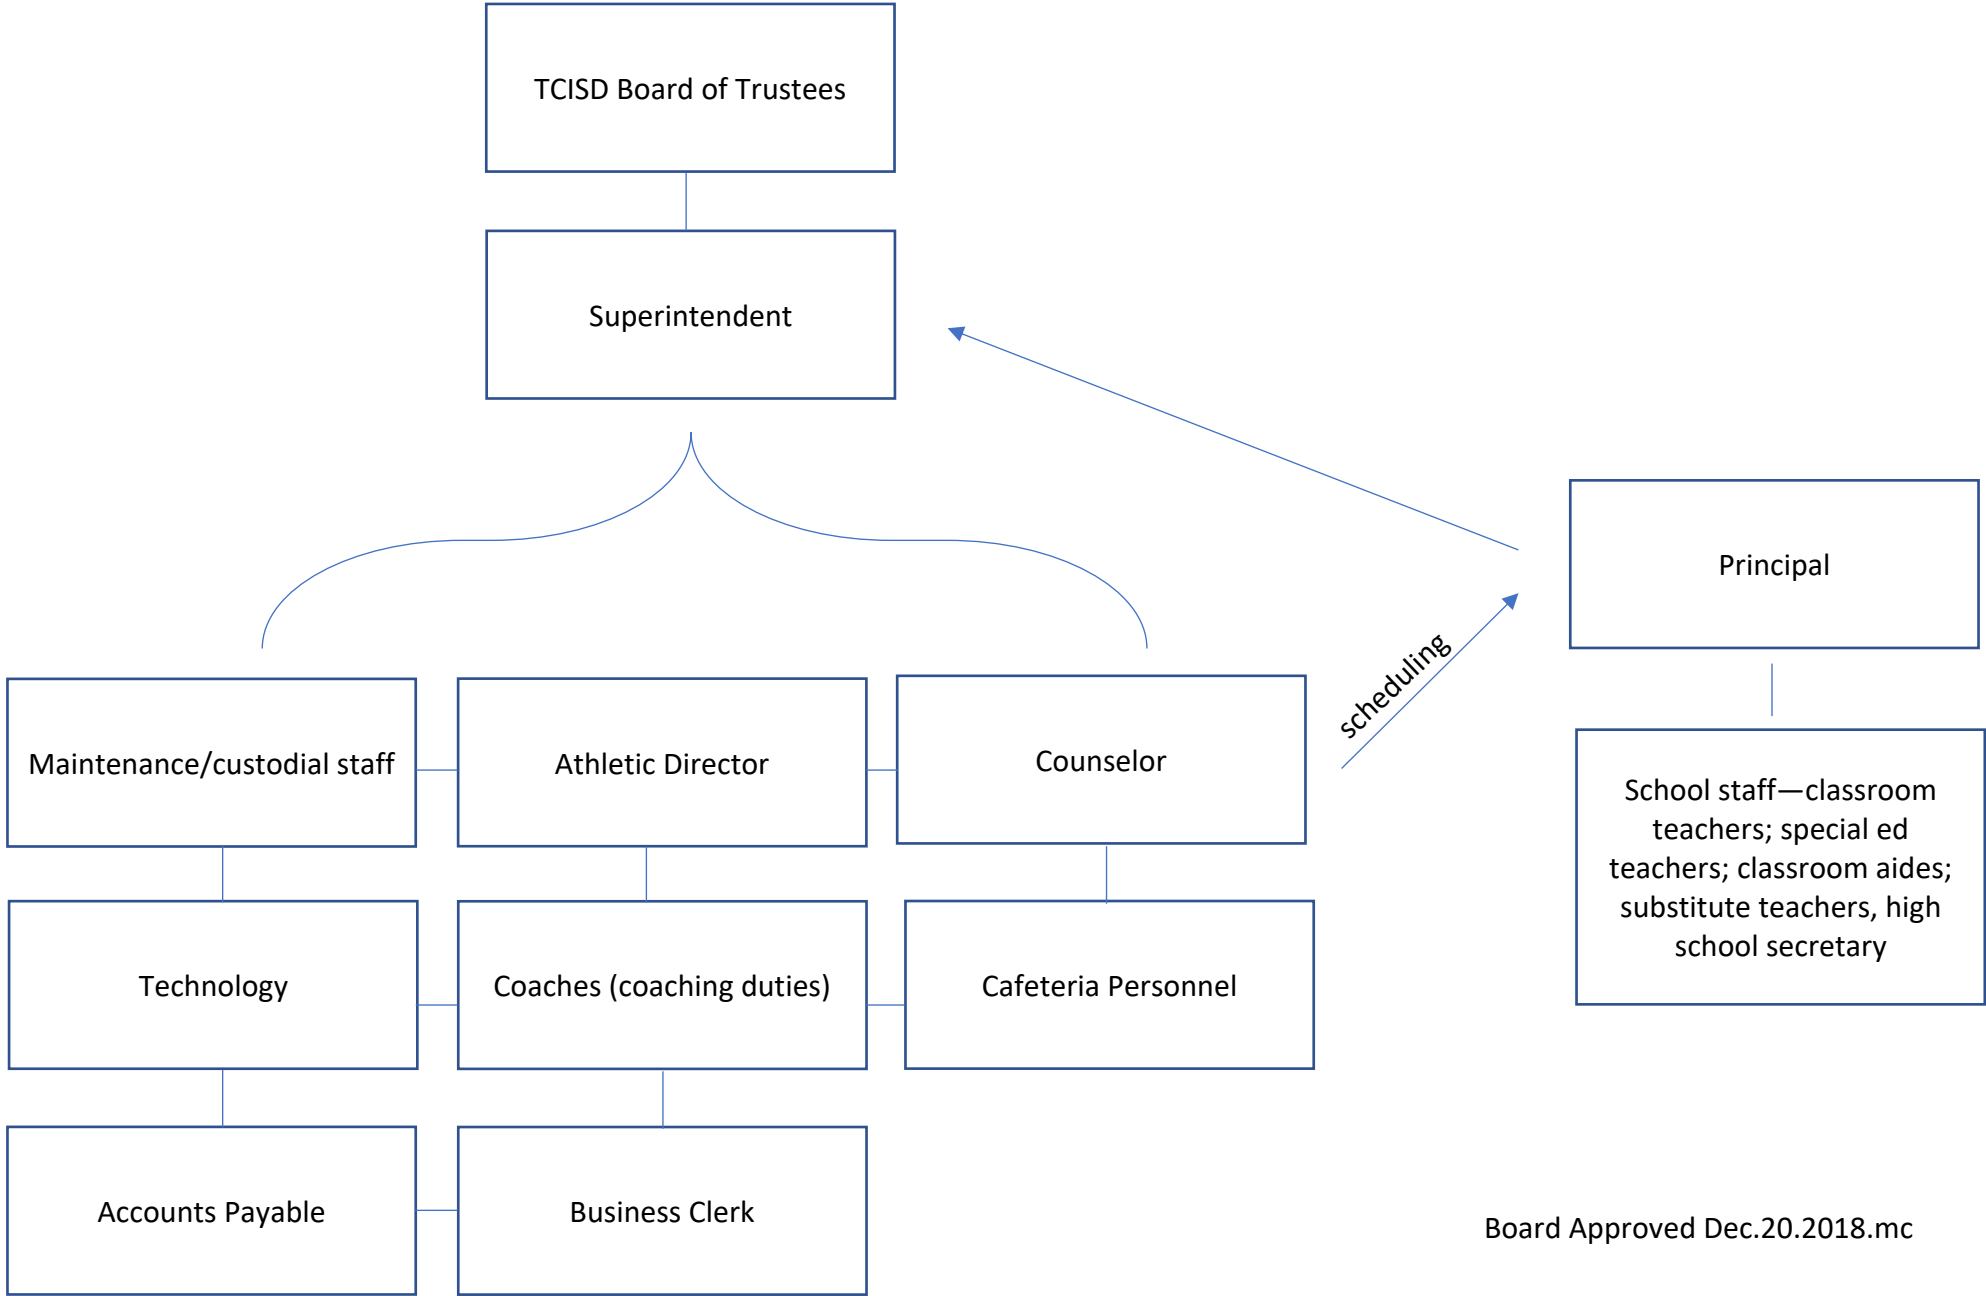 TCISD Board of Trustees
Superintendent
Principal
scheduling
Maintenance/custodial staff
Athletic Director
Counselor
School staff—classroom
teachers; special ed
teachers; classroom aides;
substitute teachers, high
school secretary
Technology
Coaches (coaching duties)
Cafeteria Personnel
Accounts Payable
Business Clerk
Board Approved Dec.20.2018.mc